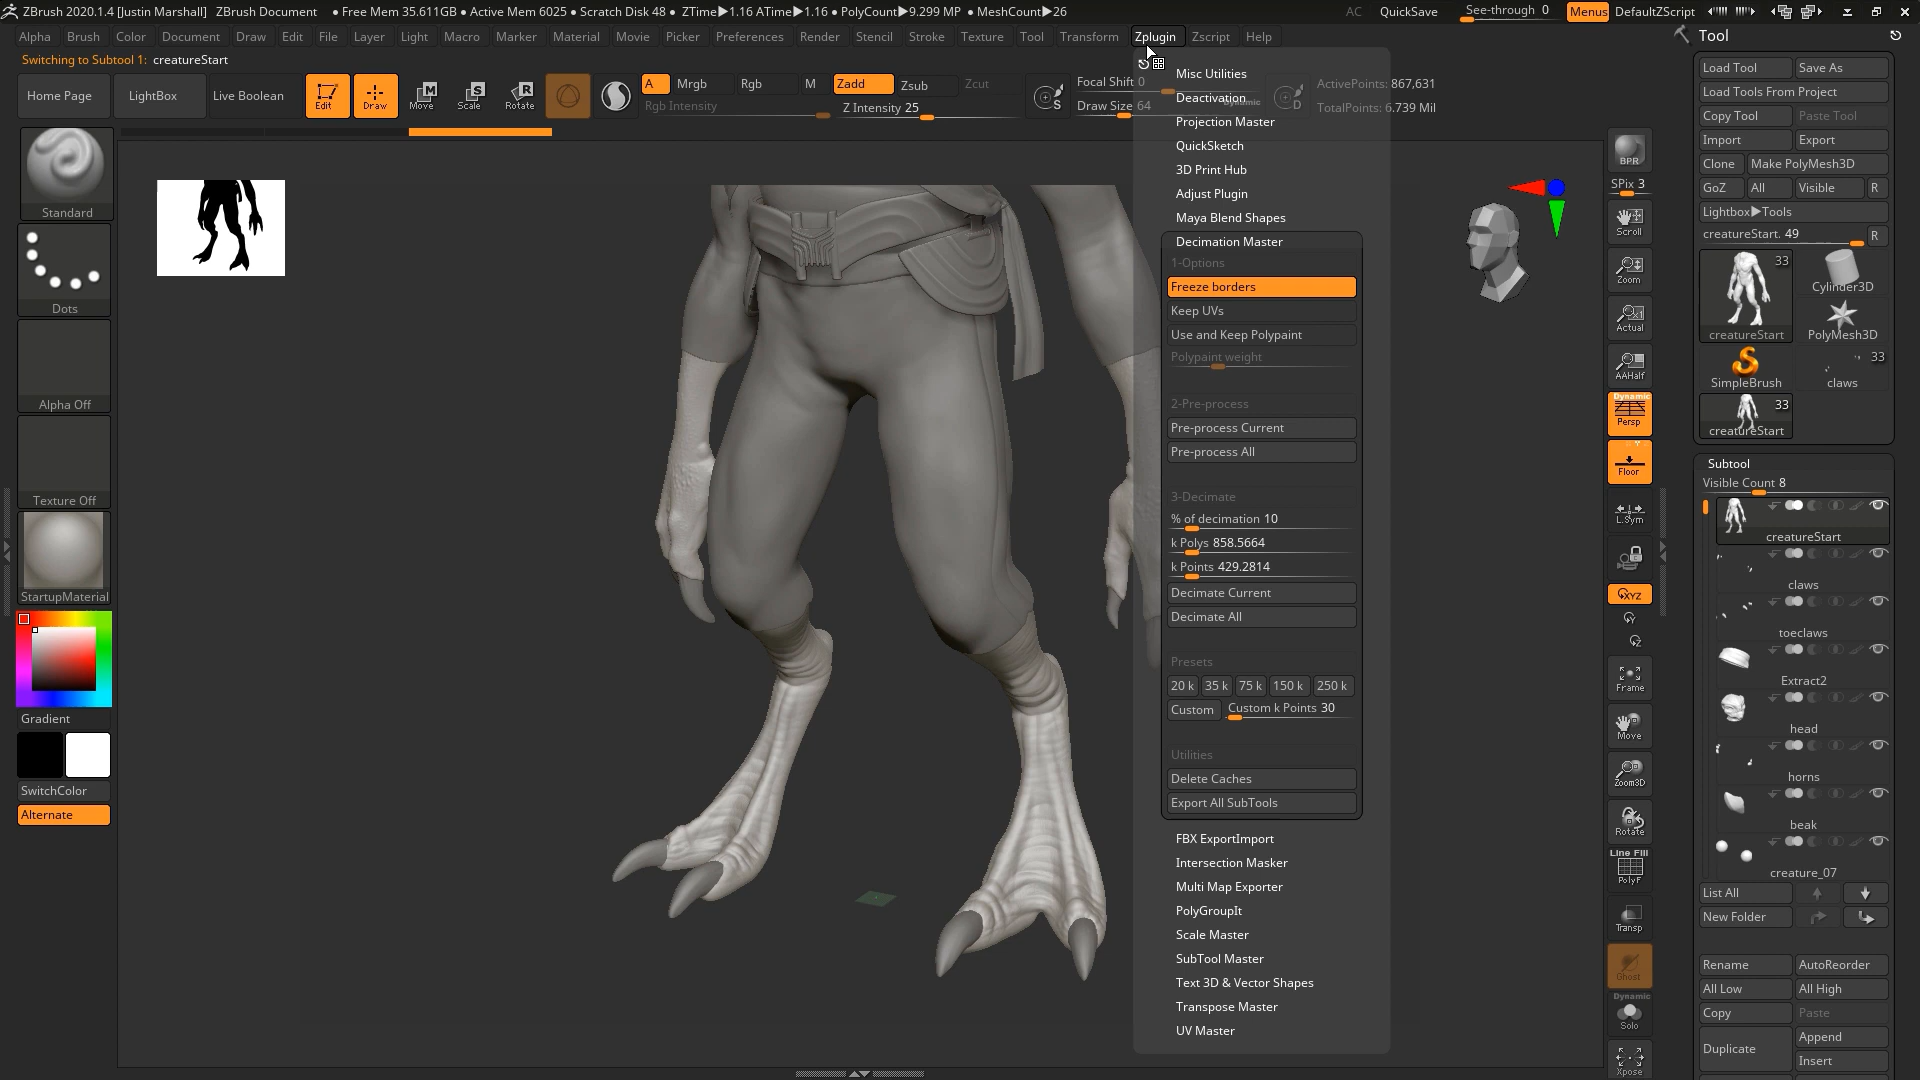 ZBrush 2020.1.4 [Justin Marshall] ZBrush Document • Free Mem 35.611GB • Active Mem 6025 • Scratch Disk 48 • ZTime▶1.16 ATime▶1.16 • PolyCount▶9.299 MP • MeshCount▶26 AC QuickSave See-through 0 Menus DefaultZScript
Alpha Brush Color Document Draw Edit File Layer Light Macro Marker Material Movie Picker Preferences Render Stencil Stroke Texture Tool Transform Zplugin Zscript Help
Switching to Subtool 1: creatureStart
Home Page LightBox Live Boolean Edit Draw Move Scale Rotate
A Mrgb Rgb M Zadd Zsub Zcut
Rgb Intensity Z Intensity 25
Focal Shift 0
Draw Size 64 Dynamic
ActivePoints: 867,631
TotalPoints: 6.739 Mil
Standard
Dots
Alpha Off
Texture Off
StartupMaterial
Gradient
SwitchColor
Alternate
Misc Utilities
Deactivation
Projection Master
QuickSketch
3D Print Hub
Adjust Plugin
Maya Blend Shapes
Decimation Master
1-Options
Freeze borders
Keep UVs
Use and Keep Polypaint
Polypaint weight
2-Pre-process
Pre-process Current
Pre-process All
3-Decimate
% of decimation 10
k Polys 858.5664
k Points 429.2814
Decimate Current
Decimate All
Presets
20 k 35 k 75 k 150 k 250 k
Custom Custom k Points 30
Utilities
Delete Caches
Export All SubTools
FBX ExportImport
Intersection Masker
Multi Map Exporter
PolyGroupIt
Scale Master
SubTool Master
Text 3D & Vector Shapes
Transpose Master
UV Master
BPR
SPix 3
Scroll
Zoom
Actual
AAHalf
Dynamic
Persp
Floor
L.Sym
XYZ
Frame
Move
Zoom3D
Rotate
Line Fill
PolyF
Transp
Ghost
Dynamic
Solo
Xpose
Tool
Load Tool Save As
Load Tools From Project
Copy Tool Paste Tool
Import Export
Clone Make PolyMesh3D
GoZ All Visible R
Lightbox▶Tools
creatureStart. 49 R
33
creatureStart
Cylinder3D
PolyMesh3D
SimpleBrush
33
claws
33
creatureStart
Subtool
Visible Count 8
creatureStart
claws
toeclaws
Extract2
head
horns
beak
creature_07
List All
New Folder
Rename AutoReorder
All Low All High
Copy Paste
Duplicate Append
Insert